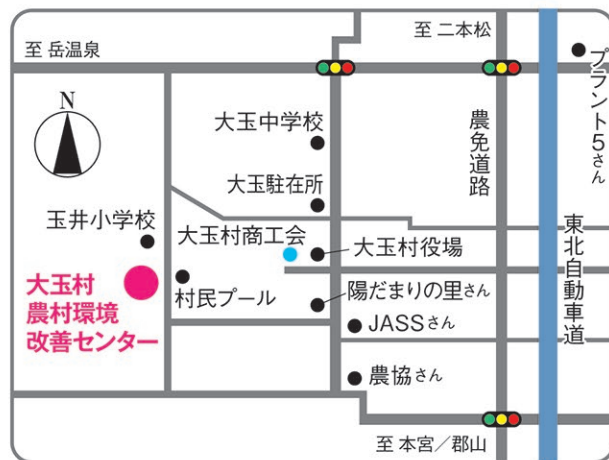 至 岳温泉
至 二本松
プラント5さん
N
大玉中学校
農免道路
大玉駐在所
玉井小学校
大玉村商工会
大玉村役場
東北自動車道
大玉村
農村環境
改善センター
村民プール
陽だまりの里さん
JASSさん
農協さん
至 本宮／郡山